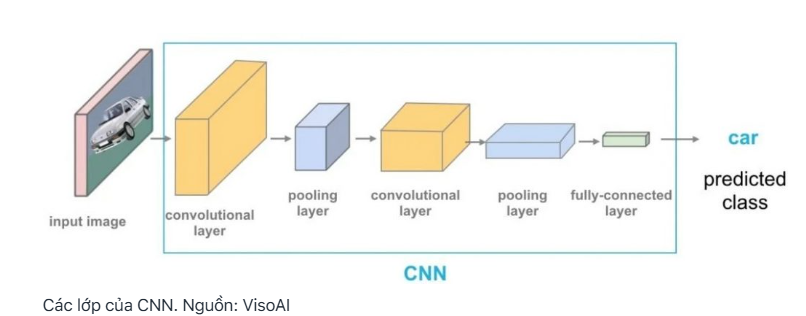 input image
convolutional
layer
pooling
layer
convolutional
layer
pooling
layer
fully-connected
layer
car
predicted
class
CNN
Các lớp của CNN. Nguồn: VisoAI